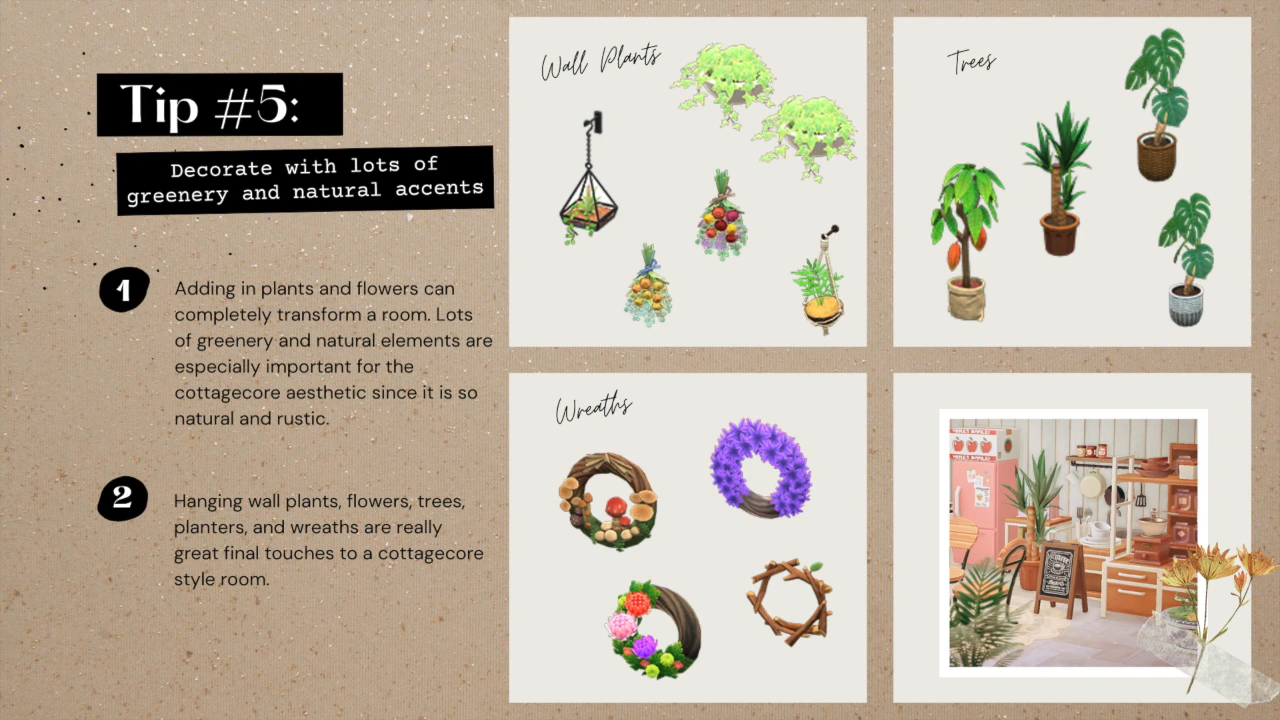 Tip #5:
Decorate with lots of
greenery and natural accents
1
Adding in plants and flowers can
completely transform a room. Lots
of greenery and natural elements are
especially important for the
cottagecore aesthetic since it is so
natural and rustic.
2
Hanging wall plants, flowers, trees,
planters, and wreaths are really
great final touches to a cottagecore
style room.
Wall Plants
Trees
Wreaths